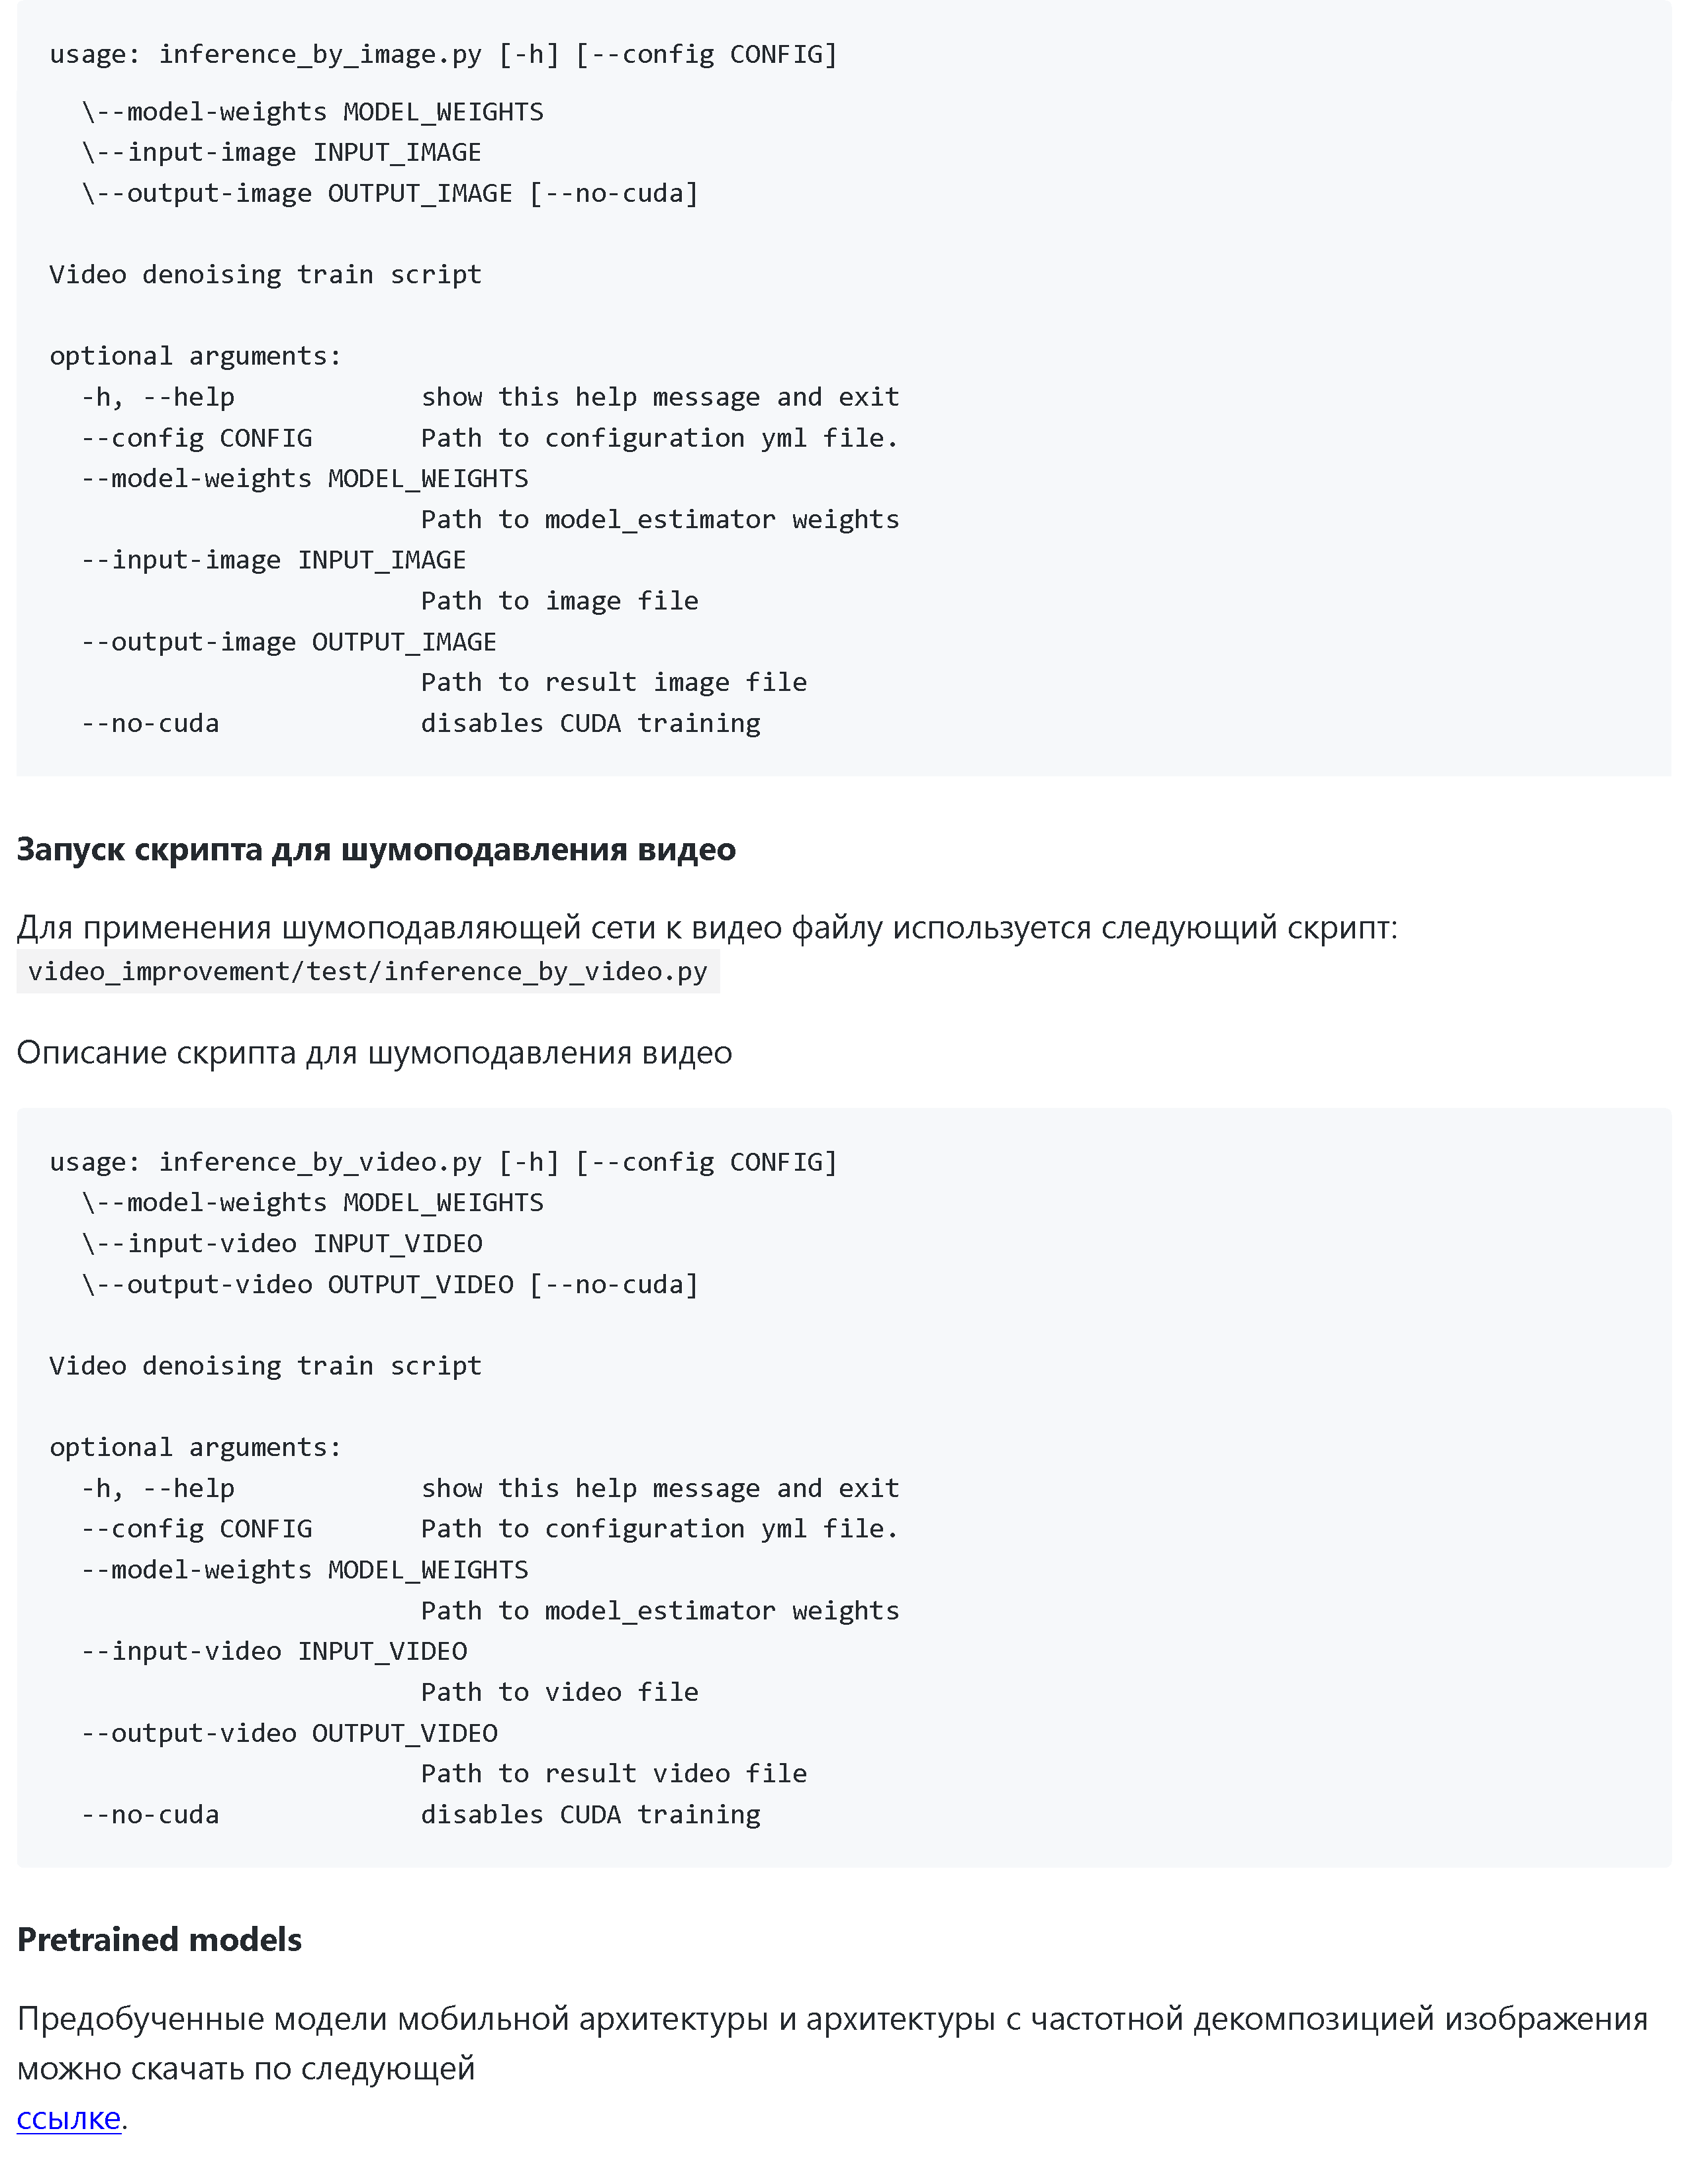 usage: inference_by_image.py [-h] [--config CONFIG]
\--model-weights MODEL_WEIGHTS
\--input-image INPUT_IMAGE
\--output-image OUTPUT_IMAGE [--no-cuda]
Video denoising train script
optional arguments:
-h, --help show this help message and exit
--config CONFIG Path to configuration yml file.
--model-weights MODEL_WEIGHTS
Path to model_estimator weights
--input-image INPUT_IMAGE
Path to image file
--output-image OUTPUT_IMAGE
Path to result image file
--no-cuda disables CUDA training
Запуск скрипта для шумоподавления видео
Для применения шумоподавляющей сети к видео файлу используется следующий скрипт:
video_improvement/test/inference_by_video.py
Описание скрипта для шумоподавления видео
usage: inference_by_video.py [-h] [--config CONFIG]
\--model-weights MODEL_WEIGHTS
\--input-video INPUT_VIDEO
\--output-video OUTPUT_VIDEO [--no-cuda]
Video denoising train script
optional arguments:
-h, --help show this help message and exit
--config CONFIG Path to configuration yml file.
--model-weights MODEL_WEIGHTS
Path to model_estimator weights
--input-video INPUT_VIDEO
Path to video file
--output-video OUTPUT_VIDEO
Path to result video file
--no-cuda disables CUDA training
Pretrained models
Предобученные модели мобильной архитектуры и архитектуры с частотной декомпозицией изображения
можно скачать по следующей
ссылке.